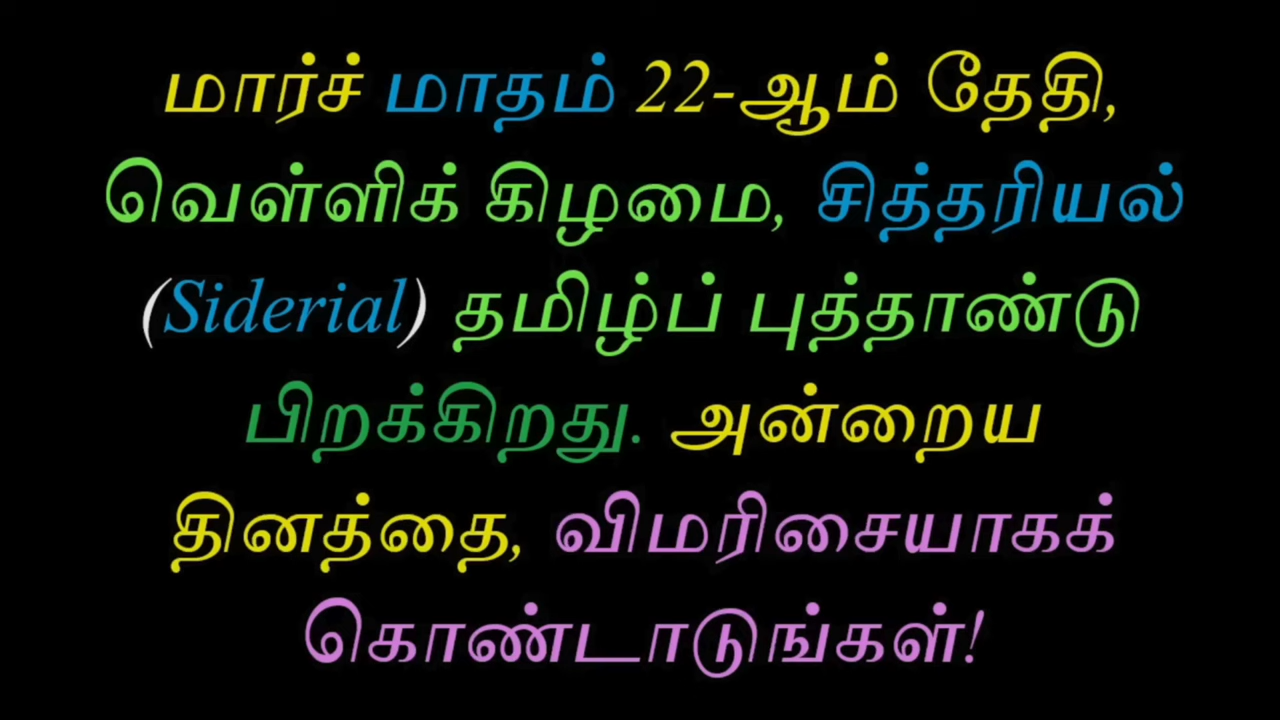 மார்ச் மாதம் 22-ஆம் தேதி,
வெள்ளிக் கிழமை, சித்தரியல்
(Siderial) தமிழ்ப் புத்தாண்டு
பிறக்கிறது. அன்றைய
தினத்தை, விமரிசையாகக்
கொண்டாடுங்கள்!